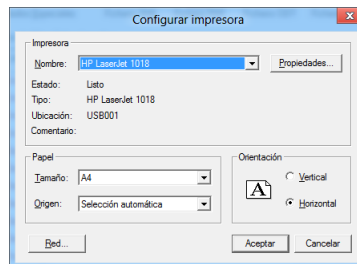 Configurar impresora
x
Impresora
Nombre: HP LaserJet 1018 Propiedades...
Estado: Listo
Tipo: HP LaserJet 1018
Ubicación: USB001
Comentario:
Papel
Tamaño: A4
Origen: Selección automática
Orientación
A
Vertical
Horizontal
Red... Aceptar Cancelar